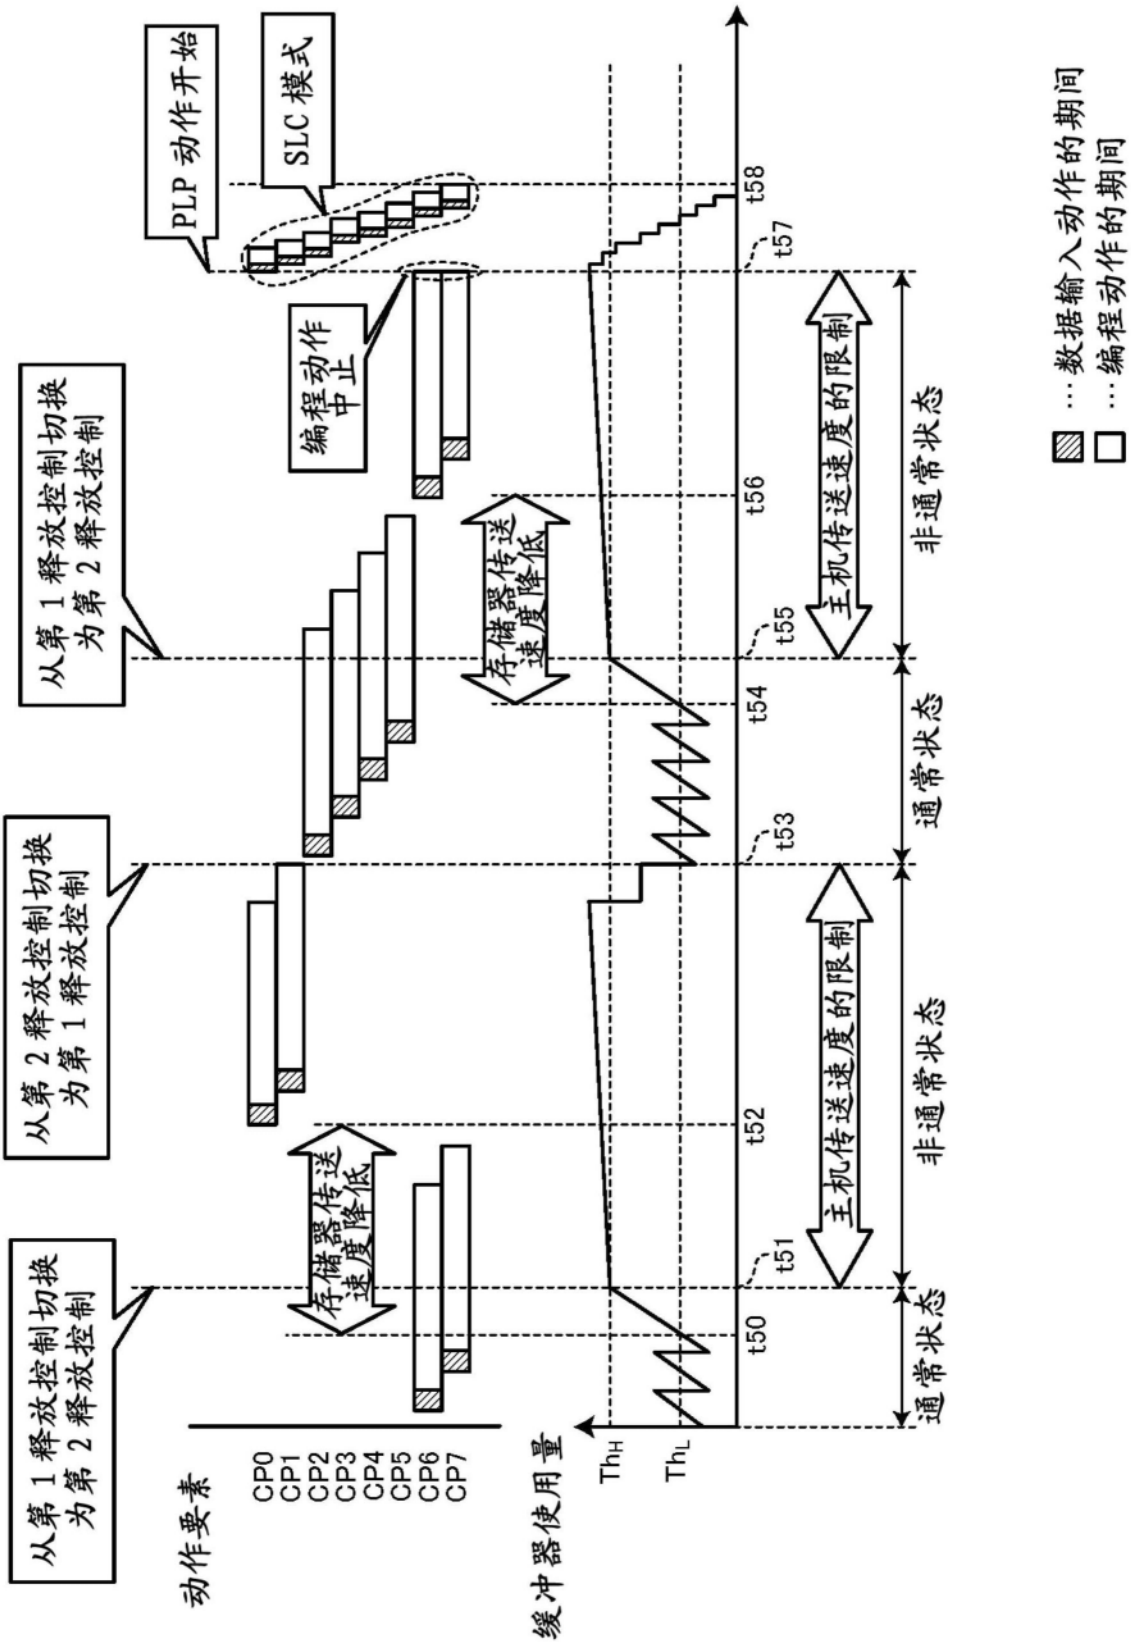 从第 1 释放控制切换
为第 2 释放控制
从第 2 释放控制切换
为第 1 释放控制
从第 1 释放控制切换
为第 2 释放控制
PLP 动作开始
SLC 模式
编程动作
中止
动作要素
CP0
CP1
CP2
CP3
CP4
CP5
CP6
CP7
存储器传送
速度降低
存储器传送
速度降低
缓冲器使用量
ThH
ThL
t50
t51
t52
t53
t54
t55
t56
t57
t58
主机传送速度的限制
主机传送速度的限制
通常状态
非通常状态
通常状态
非通常状态
…数据输入动作的期间
…编程动作的期间